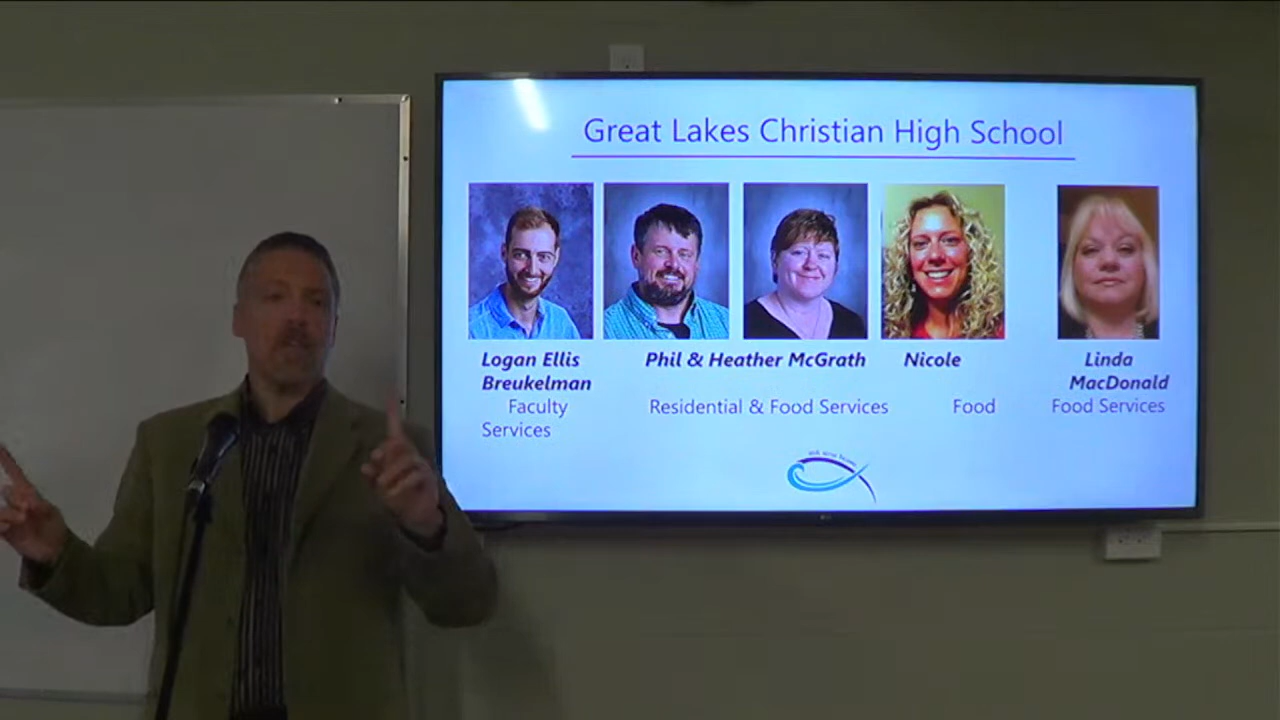 Great Lakes Christian High School
Logan Ellis Phil & Heather McGrath Nicole Linda
Breukelman MacDonald
Faculty Residential & Food Services Food Food Services
Services